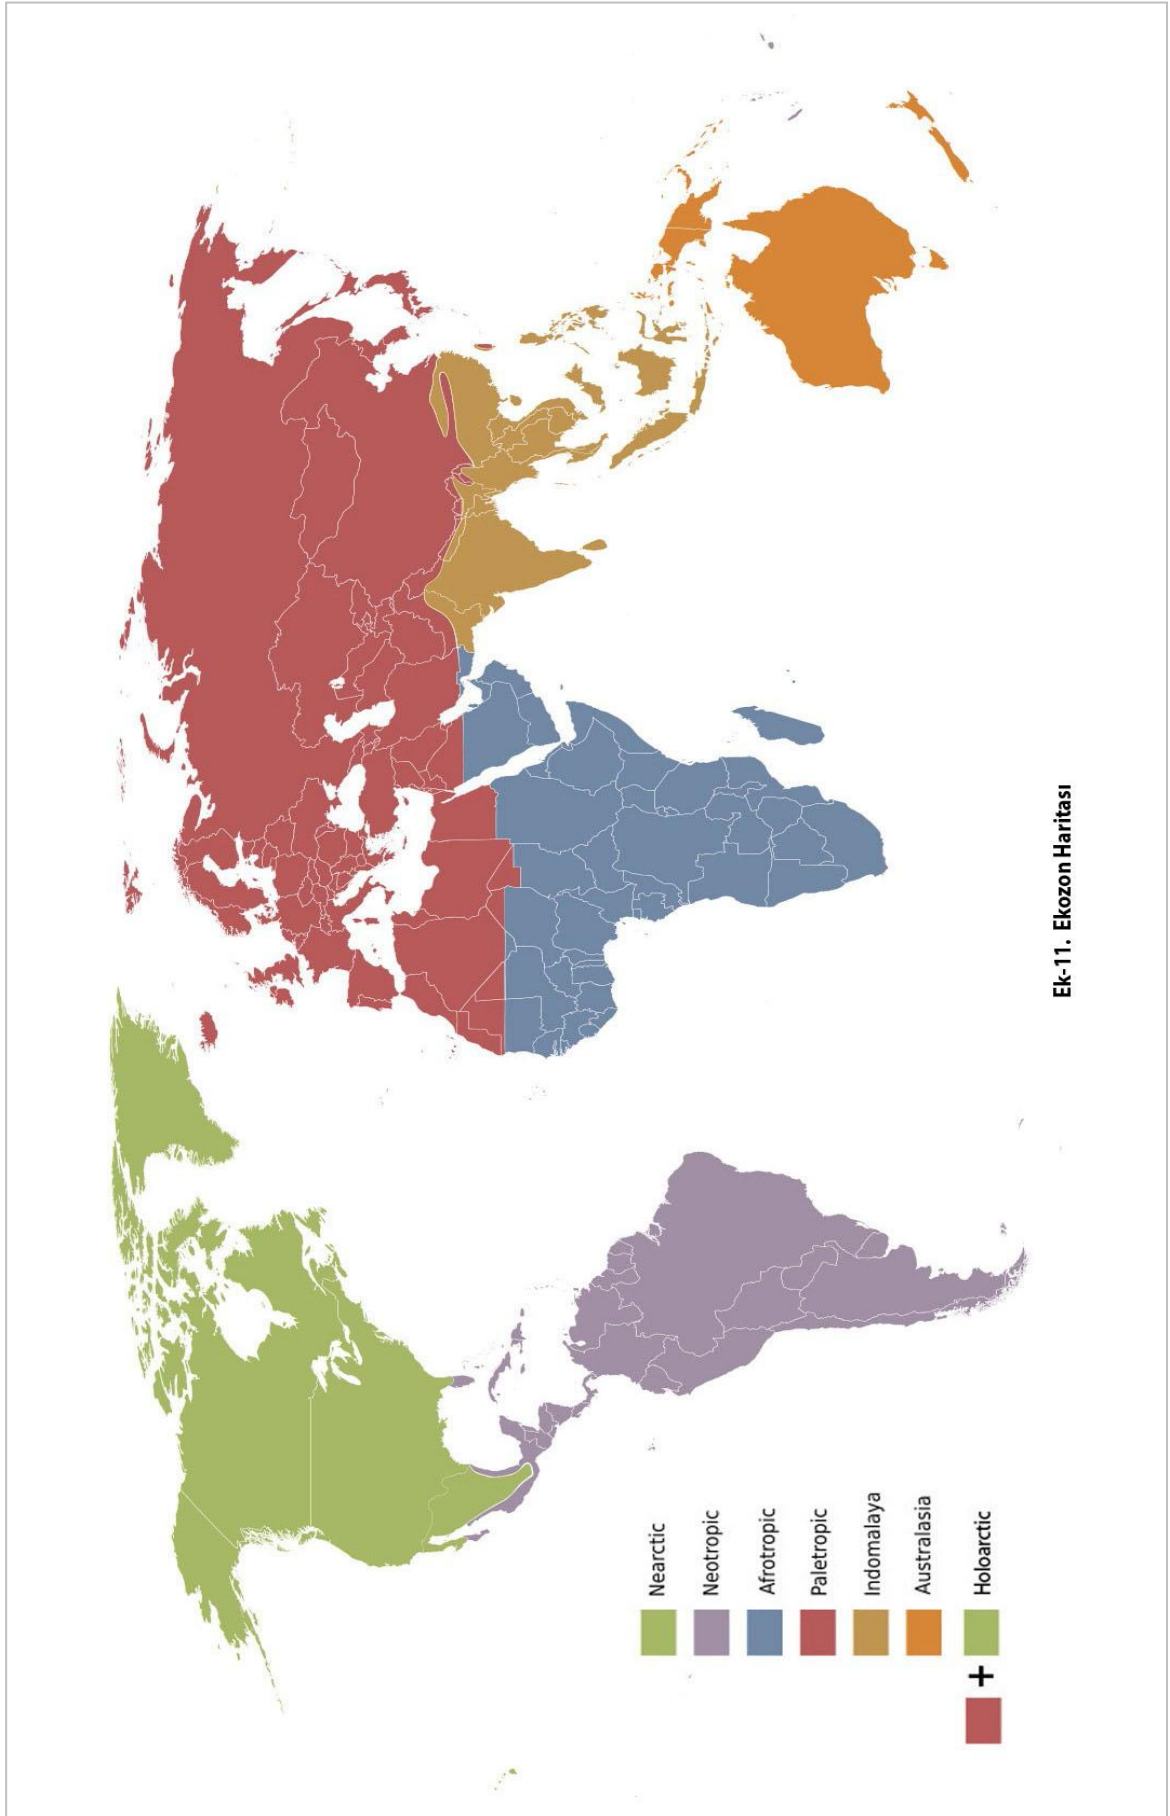 Nearctic
Neotropic
Afrotropic
Paletropic
Indomalaya
Australasia
+ Holoarctic
Ek-11. Ekozon Haritası